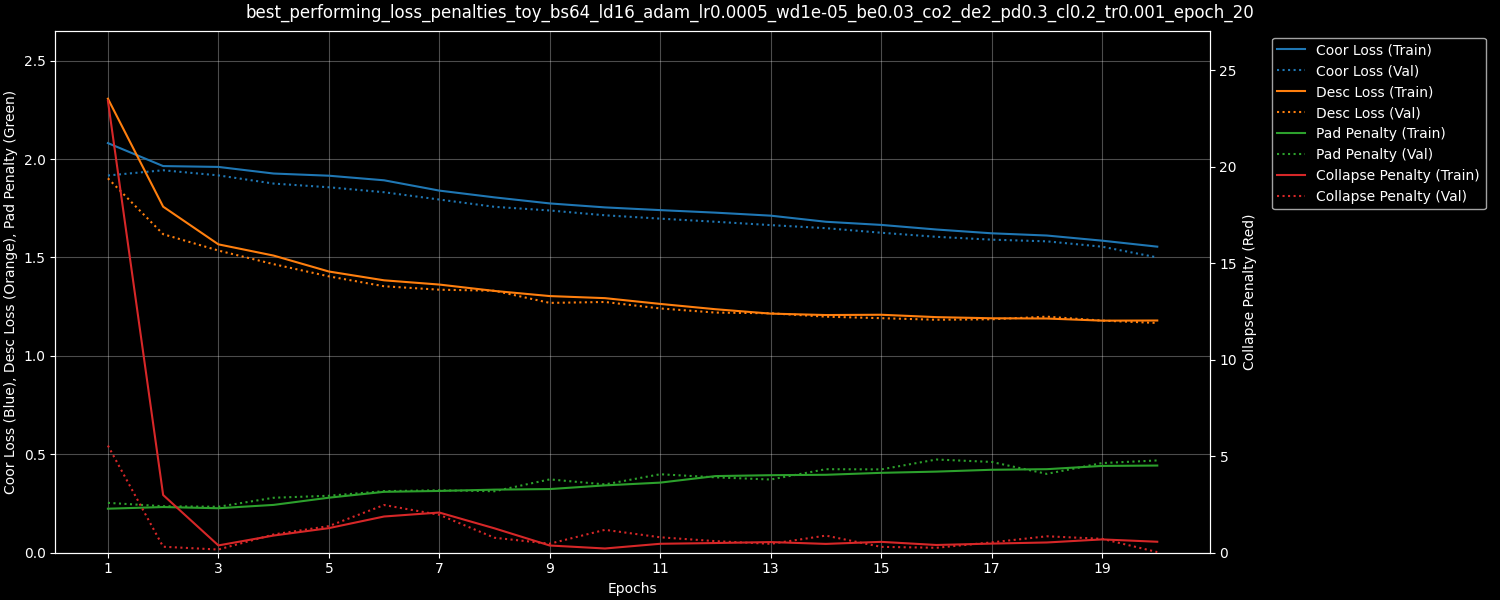 best_performing_loss_penalties_toy_bs64_ld16_adam_lr0.0005_wd1e-05_be0.03_co2_de2_pd0.3_cl0.2_tr0.001_epoch_20
Coor Loss (Blue), Desc Loss (Orange), Pad Penalty (Green)
2.5
2.0
1.5
1.0
0.5
0.0
1 3 5 7 9 11 13 15 17 19
Epochs
25
20
15
10
5
0
Collapse Penalty (Red)
Coor Loss (Train)
Coor Loss (Val)
Desc Loss (Train)
Desc Loss (Val)
Pad Penalty (Train)
Pad Penalty (Val)
Collapse Penalty (Train)
Collapse Penalty (Val)